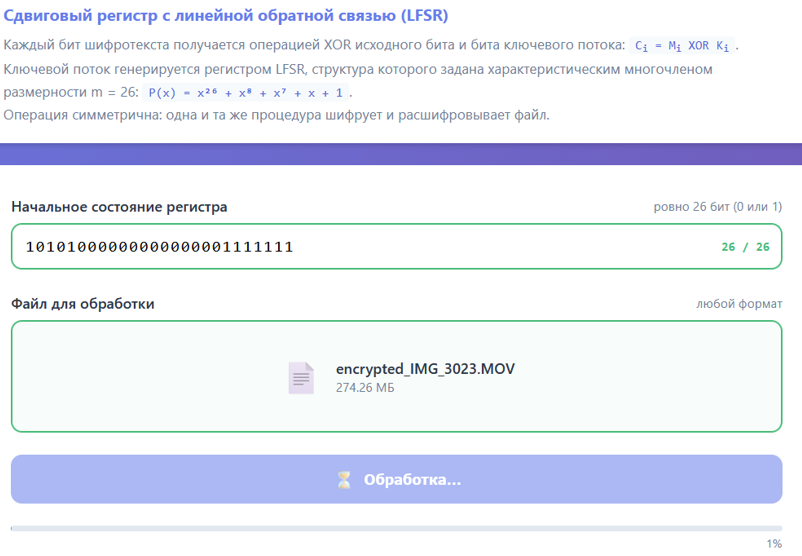 Сдвиговый регистр с линейной обратной связью (LFSR)
Каждый бит шифротекста получается операцией XOR исходного бита и бита ключевого потока: Cᵢ = Mᵢ XOR Kᵢ.
Ключевой поток генерируется регистром LFSR, структура которого задана характеристическим многочленом
размерности m = 26: P(x) = x²⁶ + x⁸ + x⁷ + x + 1.
Операция симметрична: одна и та же процедура шифрует и расшифровывает файл.
Начальное состояние регистра ровно 26 бит (0 или 1)
10101000000000000001111111 26 / 26
Файл для обработки любой формат
encrypted_IMG_3023.MOV
274.26 МБ
Обработка...
1%